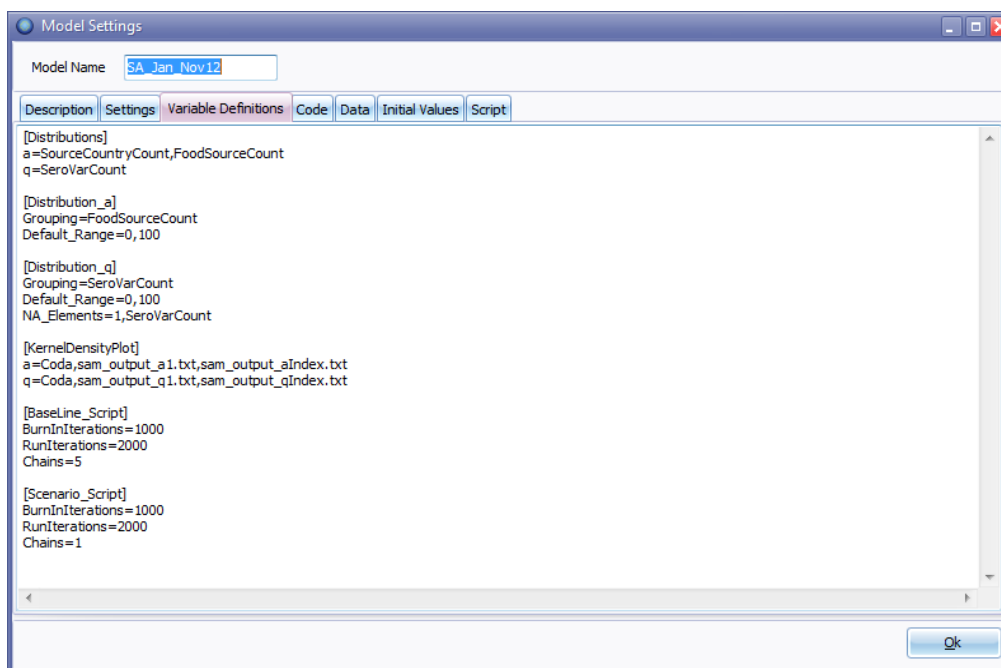 Model Settings
Model Name SA_Jan_Nov12
Description Settings Variable Definitions Code Data Initial Values Script
[Distributions]
a=SourceCountryCount,FoodSourceCount
q=SeroVarCount
[Distribution_a]
Grouping=FoodSourceCount
Default_Range=0,100
[Distribution_q]
Grouping=SeroVarCount
Default_Range=0,100
NA_Elements=1,SeroVarCount
[KernelDensityPlot]
a=Coda,sam_output_a1.txt,sam_output_aIndex.txt
q=Coda,sam_output_q1.txt,sam_output_qIndex.txt
[BaseLine_Script]
BurnInIterations=1000
RunIterations=2000
Chains=5
[Scenario_Script]
BurnInIterations=1000
RunIterations=2000
Chains=1
Ok